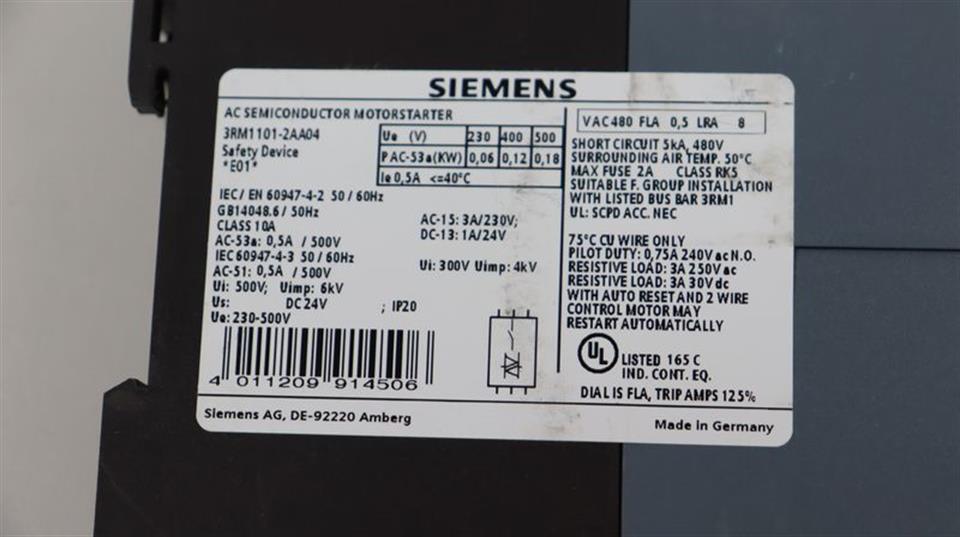 SIEMENS
AC SEMICONDUCTOR MOTORSTARTER
3RM1101-2AA04
Safety Device
*E01*
Ue (V) 230 400 500
P AC-53a(KW) 0,06 0,12 0,18
Ie 0,5A <=40°C
IEC/ EN 60947-4-2 50 / 60Hz
GB14048.6 / 50Hz
CLASS 10A
AC-53a: 0,5A / 500V
IEC 60947-4-3 50 / 60Hz
AC-51: 0,5A / 500V
Ui: 500V; Uimp: 6kV
Us: DC 24V ; IP20
Ue: 230-500V
AC-15: 3A/230V;
DC-13: 1A/24V
Ui: 300V Uimp: 4kV
4 011209 914506
VAC480 FLA 0,5 LRA 8
SHORT CIRCUIT 5kA, 480V
SURROUNDING AIR TEMP. 50°C
MAX FUSE 2A CLASS RK5
SUITABLE F. GROUP INSTALLATION
WITH LISTED BUS BAR 3RM1
UL: SCPD ACC. NEC
75°C CU WIRE ONLY
PILOT DUTY: 0,75A 240V ac N.O.
RESISTIVE LOAD: 3A 250V ac
RESISTIVE LOAD: 3A 30V dc
WITH AUTO RESET AND 2 WIRE
CONTROL MOTOR MAY
RESTART AUTOMATICALLY
UL LISTED 165 C
IND. CONT. EQ.
DIAL IS FLA, TRIP AMPS 125%
Siemens AG, DE-92220 Amberg
Made in Germany